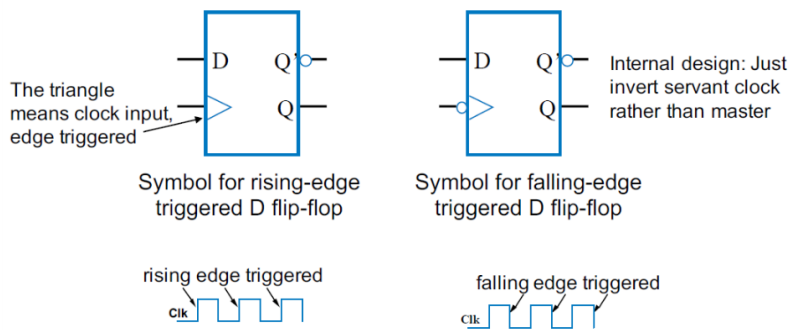 D Q'
Q
The triangle
means clock input,
edge triggered
D Q'
Q
Internal design: Just
invert servant clock
rather than master
Symbol for rising-edge
triggered D flip-flop
Symbol for falling-edge
triggered D flip-flop
rising edge triggered
Clk
falling edge triggered
Clk